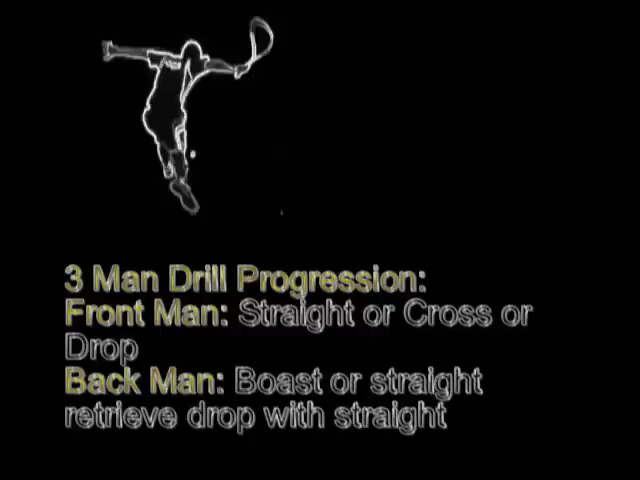 3 Man Drill Progression:
Front Man: Straight or Cross or
Drop
Back Man: Boast or straight
retrieve drop with straight